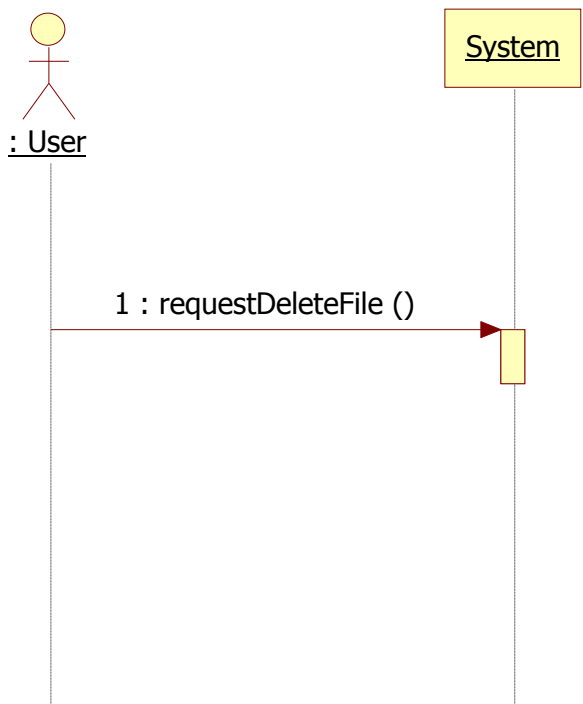 System
: User
1 : requestDeleteFile ()